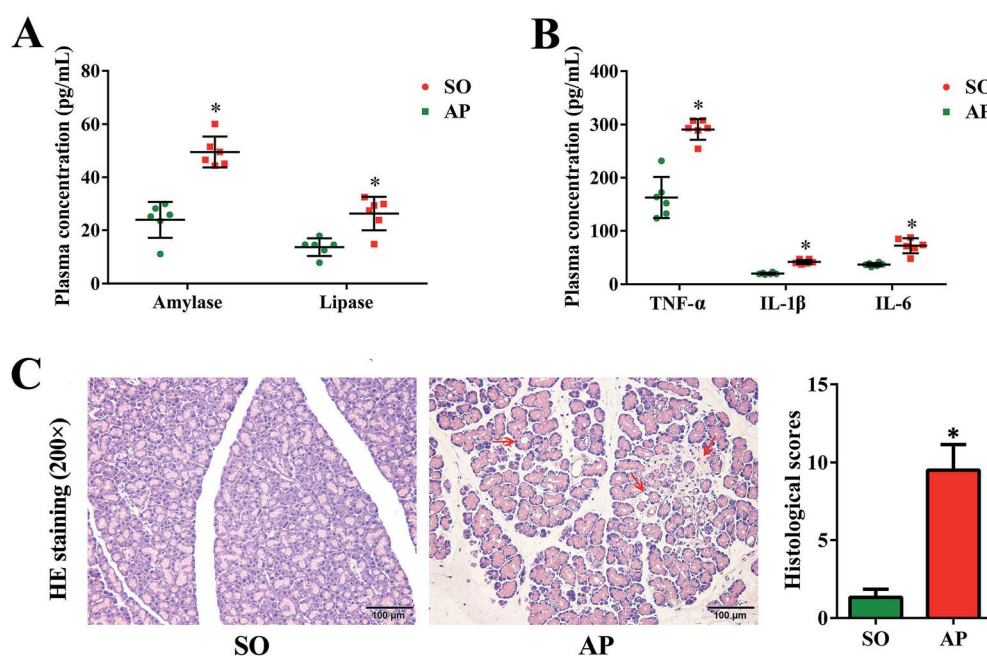 A
Plasma concentration (pg/mL)
80
60
40
20
0
*
*
SO
AP
Amylase
Lipase
B
Plasma concentration (pg/mL)
400
300
200
100
0
*
*
*
SO
TNF-α
IL-1β
IL-6
C
HE staining (200×)
100 μm
SO
100 μm
AP
Histological scores
15
10
5
0
*
SO
AP